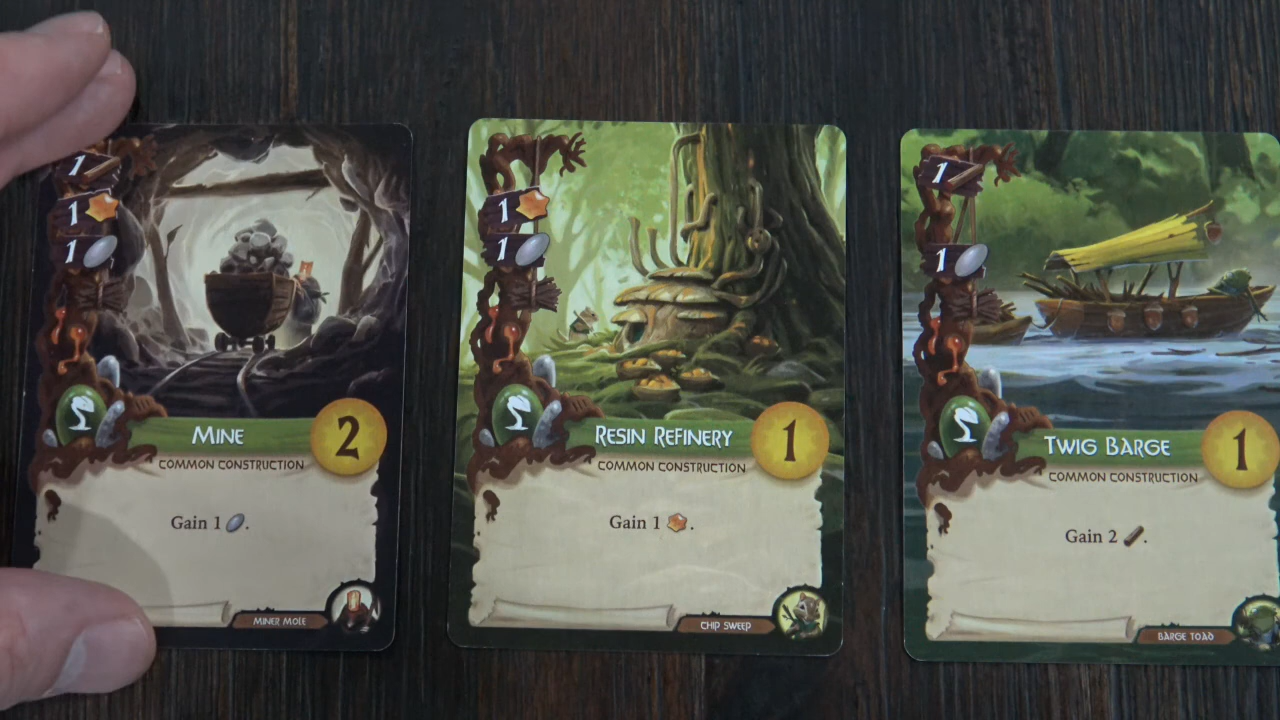 1
1
1
MINE
2
COMMON CONSTRUCTION
Gain 1 .
MINER MOLE
1
1
RESIN REFINERY
1
COMMON CONSTRUCTION
Gain 1 .
CHIP SWEEP
1
1
TWIG BARGE
1
COMMON CONSTRUCTION
Gain 2 .
BARGE TOAD